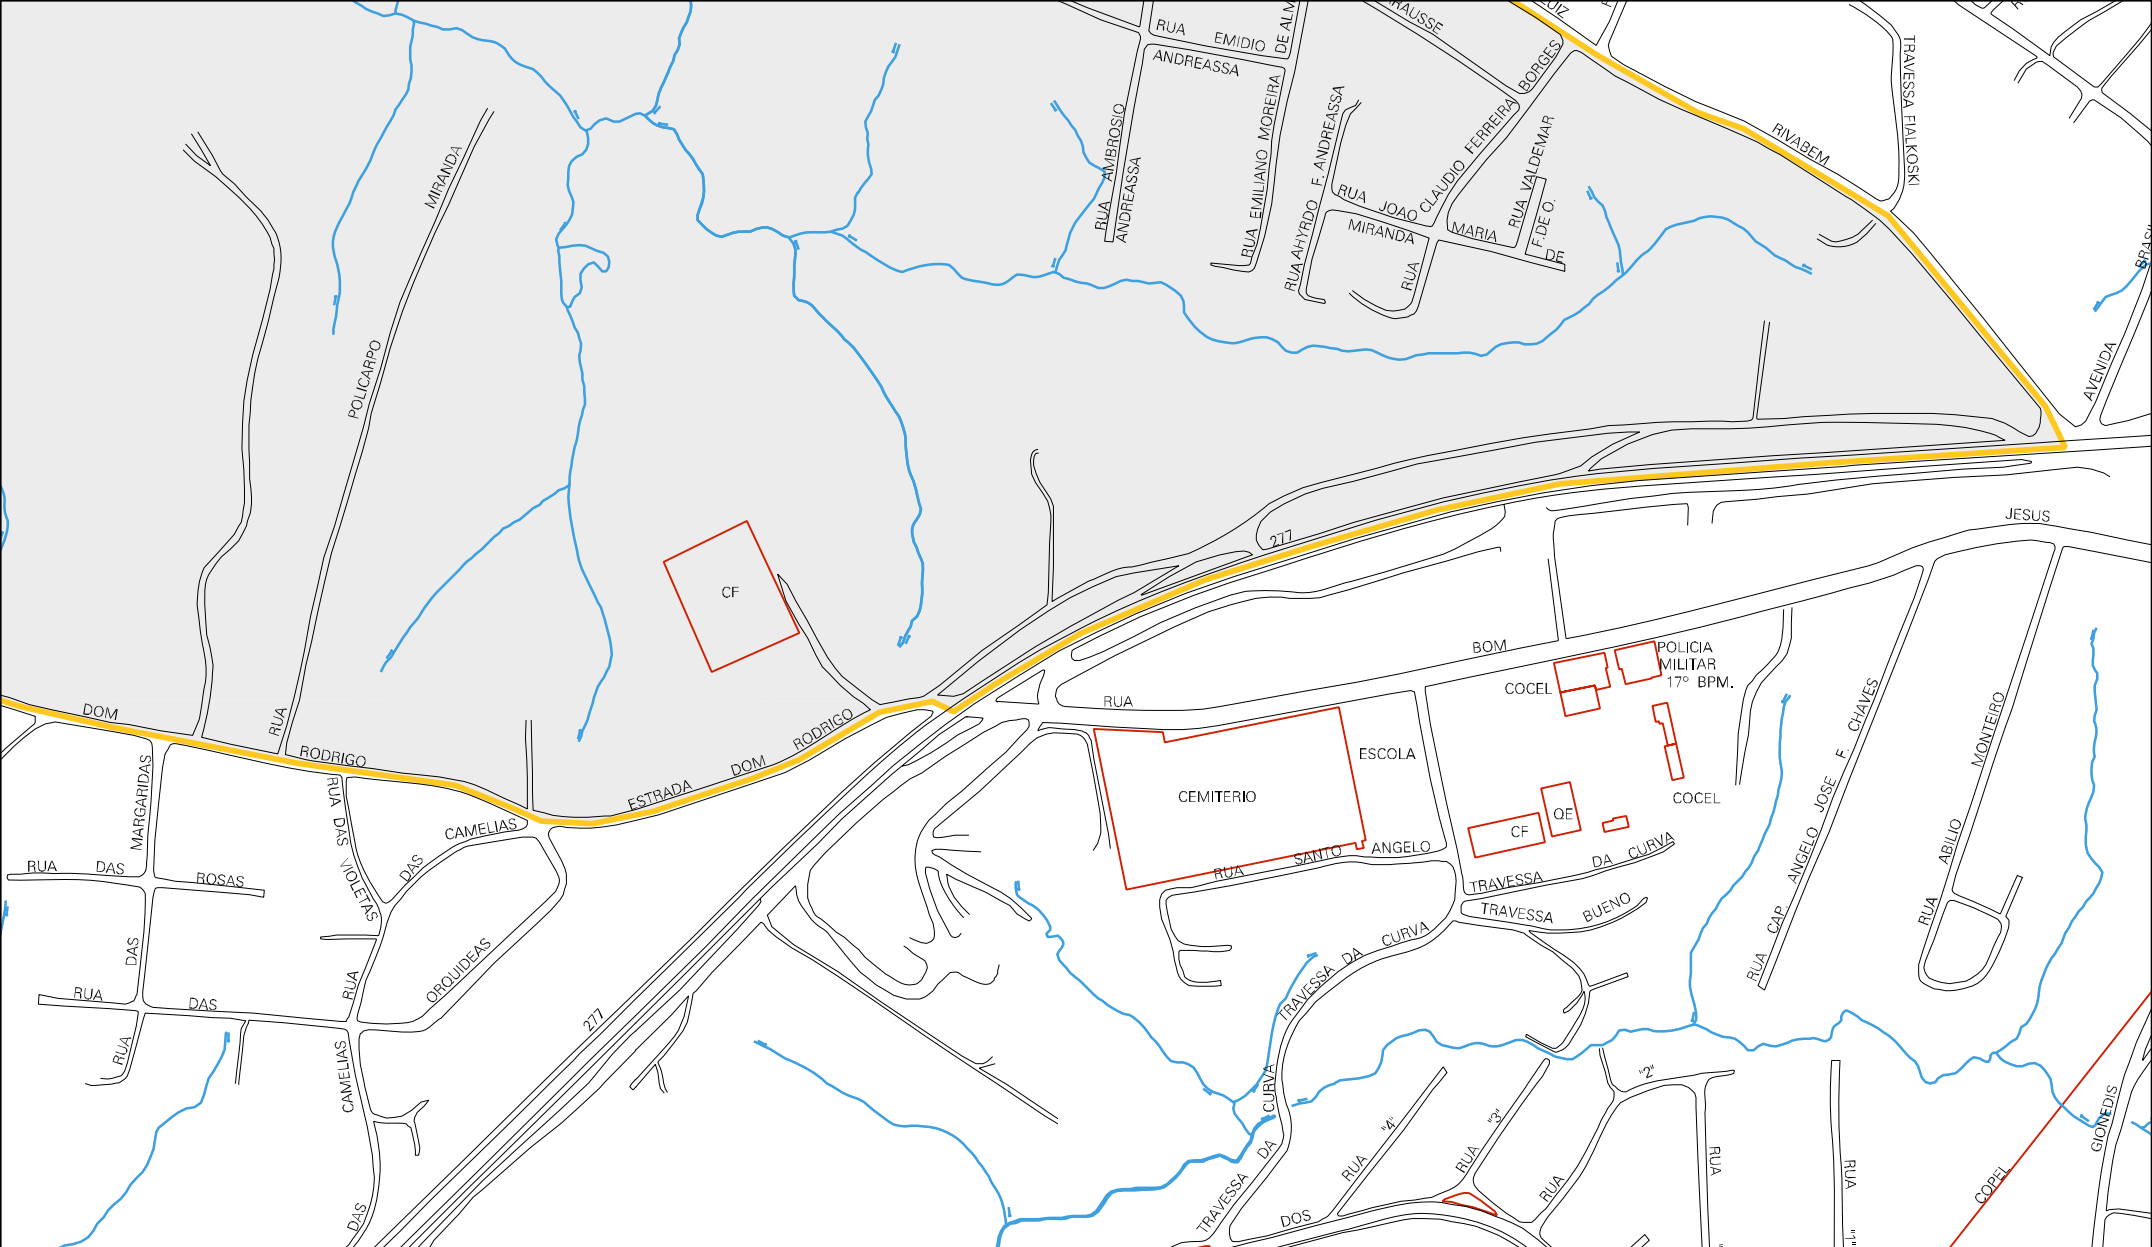 RUA EMIDIO
ANDREASSA
DE ALM
RAUSSE
LUIZ
BORGES
FERREIRA
CLAUDIO
TRAVESSA FIALKOSKI
RIVABEM
RUA AMBROSIO
ANDREASSA
RUA EMILIANO MOREIRA
RUA AHYRDO F. ANDREASSA
RUA VALDEMAR
F.DE O.
RUA JOAO
MARIA
DE
MIRANDA
RUA
MIRANDA
POLICARPO
RUA
AVENIDA
BRASIL
277
JESUS
BOM
RUA
CF
DOM
RODRIGO
ESTRADA
DOM
RODRIGO
POLICIA
MILITAR
17º BPM.
COCEL
COCEL
ESCOLA
CEMITERIO
CF
QE
RUA SANTO ANGELO
TRAVESSA DA CURVA
TRAVESSA BUENO
TRAVESSA DA CURVA
CURVA
TRAVESSA DA
RUA CAP. ANGELO JOSE F. CHAVES
RUA ABILIO MONTEIRO
MARGARIDAS
DAS
RUA
RUA DAS VIOLETAS
CAMELIAS
DAS
RUA
RUA DAS ROSAS
RUA DAS
ORQUIDEAS
CAMELIAS
DAS
277
RUA "4"
RUA "3"
"2"
RUA
RUA
RUA
"1"
DOS
COPEL
GIONEDIS